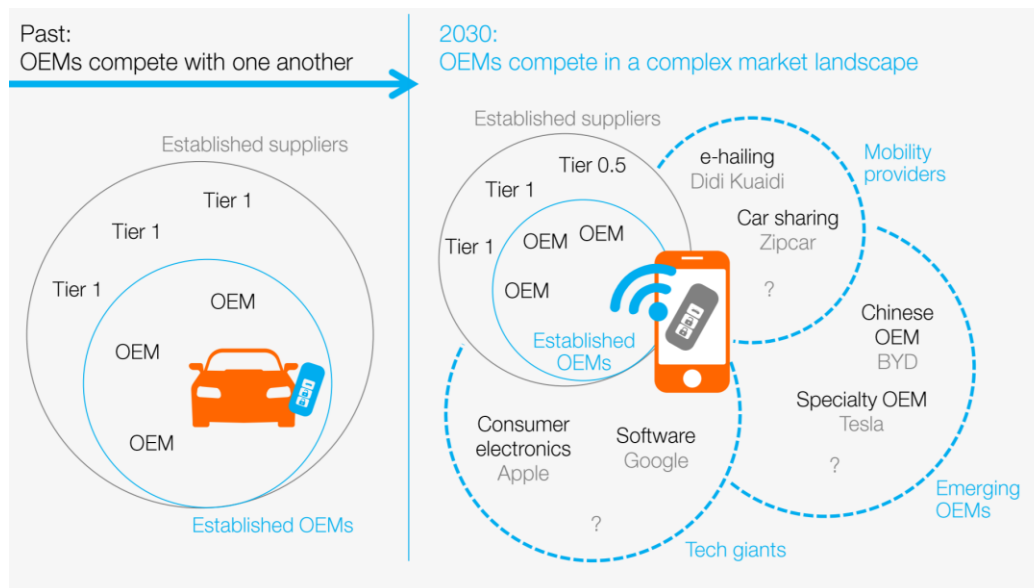 Past:
OEMs compete with one another
Established suppliers
Tier 1
Tier 1
Tier 1
OEM
OEM
OEM
Established OEMs
2030:
OEMs compete in a complex market landscape
Established suppliers
Tier 0.5
Tier 1
Tier 1
OEM
OEM
OEM
Established
OEMs
e-hailing
Didi Kuaidi
Car sharing
Zipcar
?
Mobility
providers
Chinese
OEM
BYD
Specialty OEM
Tesla
?
Emerging
OEMs
Consumer
electronics
Apple
Software
Google
?
Tech giants